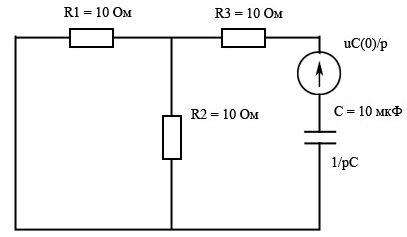 R1 = 10 Ом
R3 = 10 Ом
uC(0)/p
C = 10 мкФ
R2 = 10 Ом
1/pC